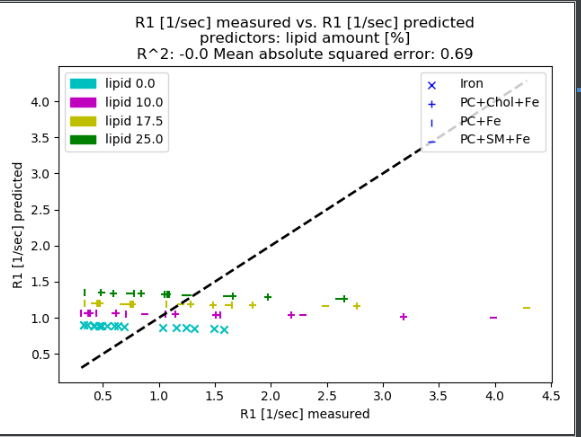 R1 [1/sec] measured vs. R1 [1/sec] predicted
predictors: lipid amount [%]
R^2: -0.0 Mean absolute squared error: 0.69
lipid 0.0
lipid 10.0
lipid 17.5
lipid 25.0
Iron
PC+Chol+Fe
PC+Fe
PC+SM+Fe
R1 [1/sec] predicted
4.0
3.5
3.0
2.5
2.0
1.5
1.0
0.5
0.5 1.0 1.5 2.0 2.5 3.0 3.5 4.0 4.5
R1 [1/sec] measured